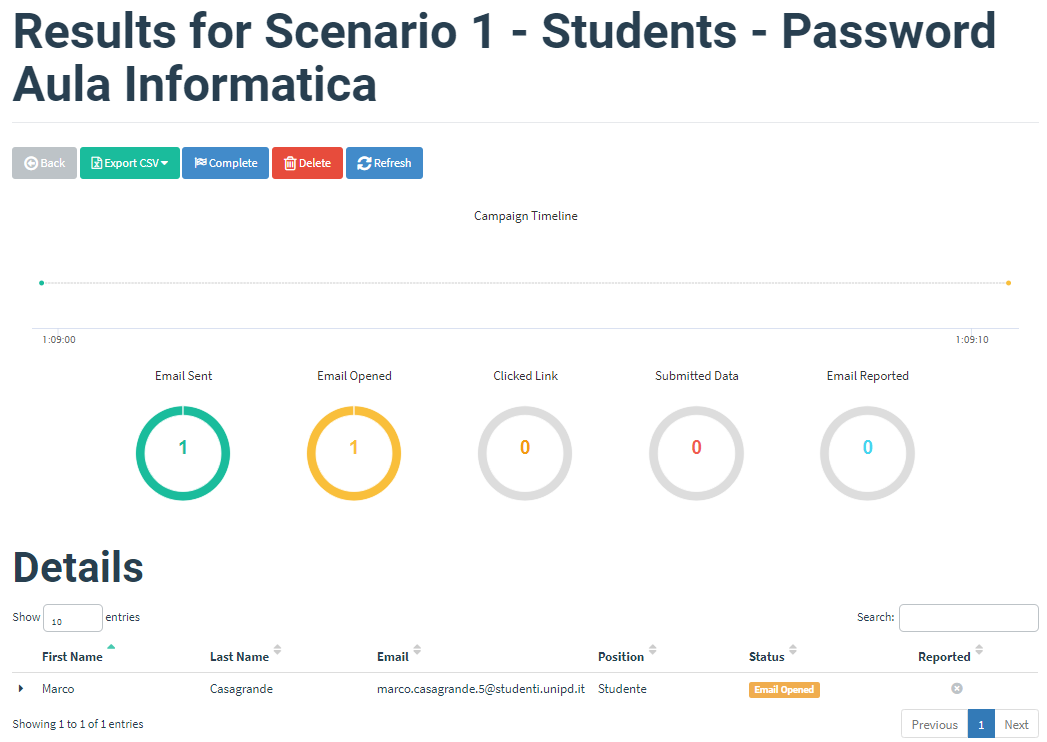 Results for Scenario 1 - Students - Password
Aula Informatica
Back Export CSV Complete Delete Refresh
Campaign Timeline
1:09:00 1:09:10
Email Sent Email Opened Clicked Link Submitted Data Email Reported
1 1 0 0 0
Details
Show 10 entries Search:
First Name Last Name Email Position Status Reported
Marco Casagrande marco.casagrande.5@studenti.unipd.it Studente Email Opened
Showing 1 to 1 of 1 entries Previous 1 Next